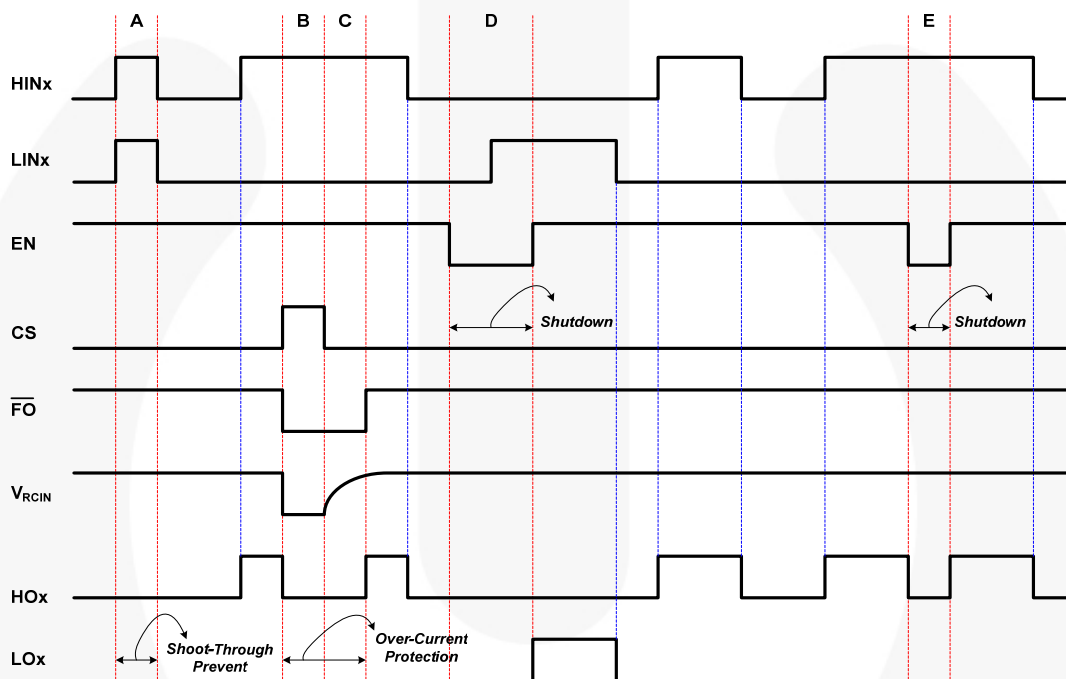 A B C D E
HINx
LINx
EN
Shutdown Shutdown
CS
FO
VRCIN
HOx
Shoot-Through
Prevent
Over-Current
Protection
LOx